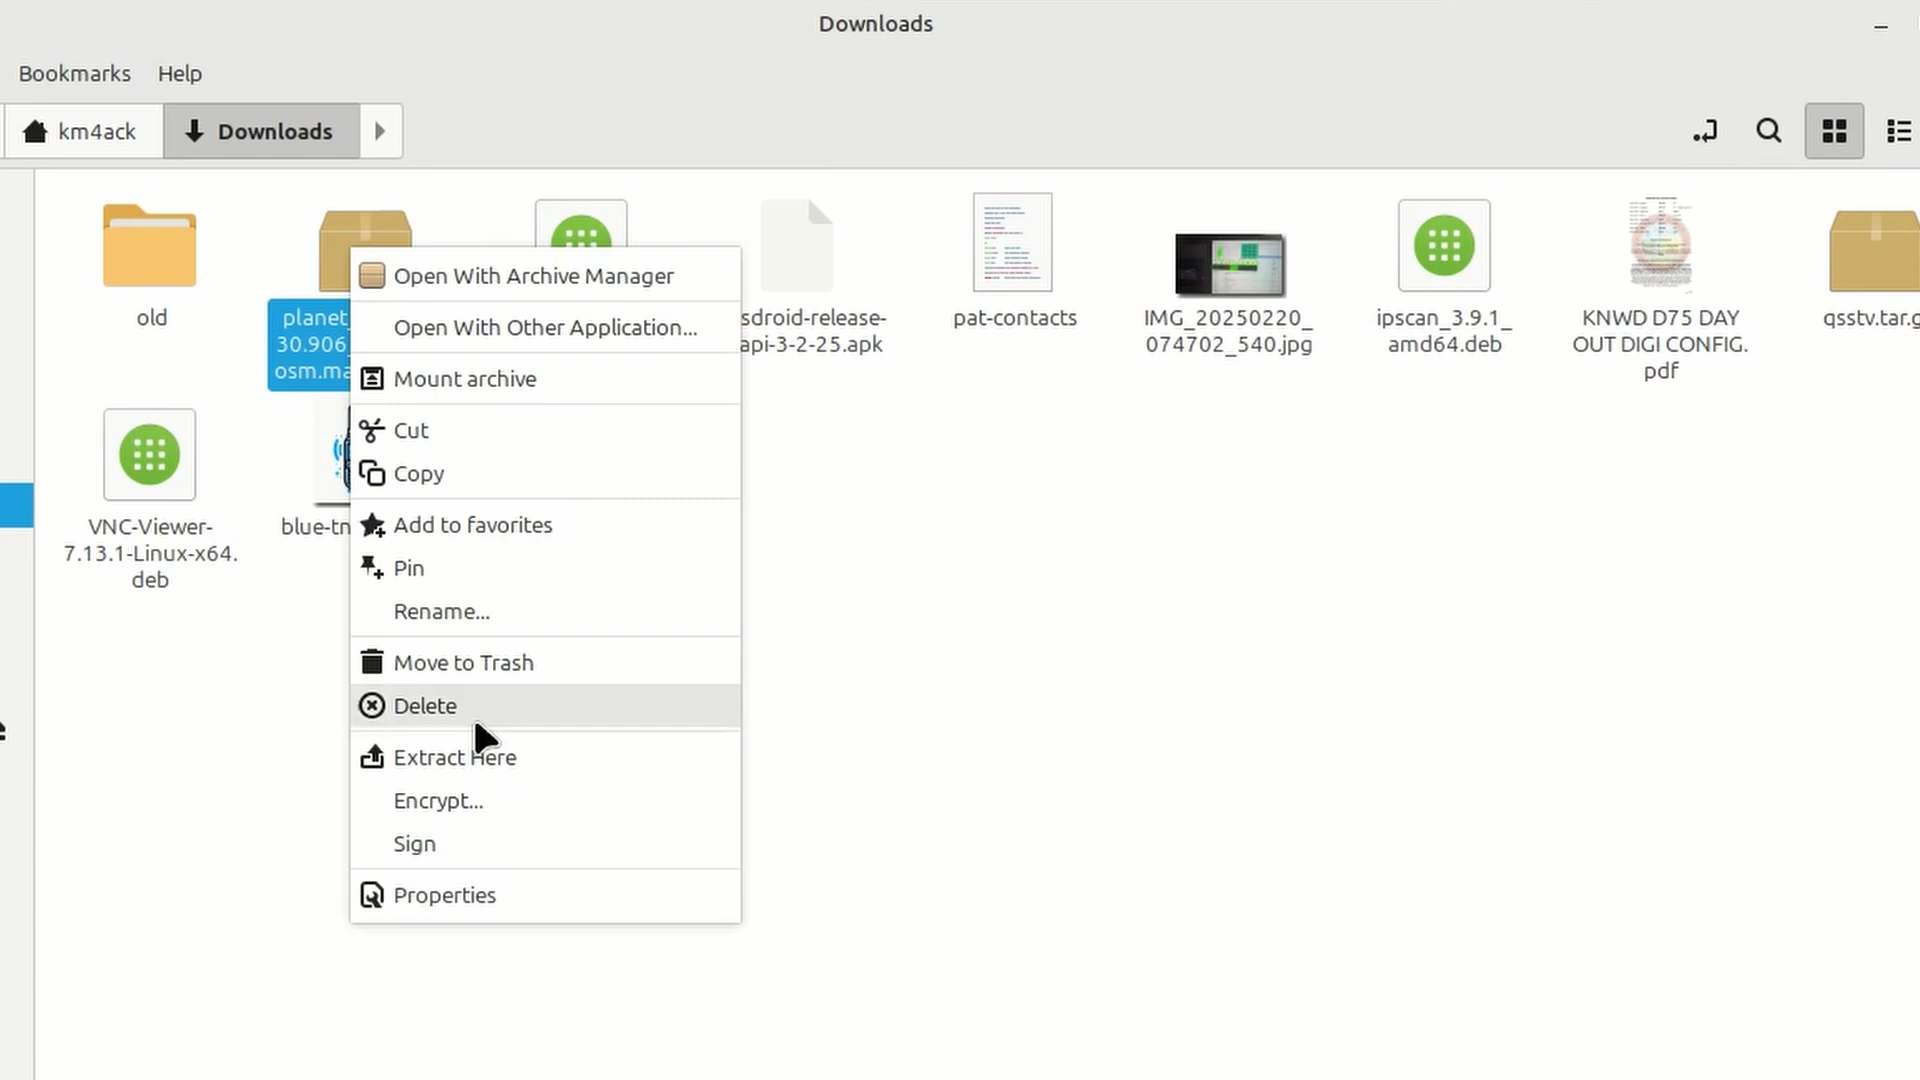 Downloads
Bookmarks Help
km4ack Downloads
old
planet_
30.906_
osm.ma
sdroid-release-
api-3-2-25.apk
pat-contacts
IMG_20250220_
074702_540.jpg
ipscan_3.9.1_
amd64.deb
KNWD D75 DAY
OUT DIGI CONFIG.
pdf
qsstv.tar.g
VNC-Viewer-
7.13.1-Linux-x64.
deb
blue-tn
Open With Archive Manager
Open With Other Application...
Mount archive
Cut
Copy
Add to favorites
Pin
Rename...
Move to Trash
Delete
Extract Here
Encrypt...
Sign
Properties